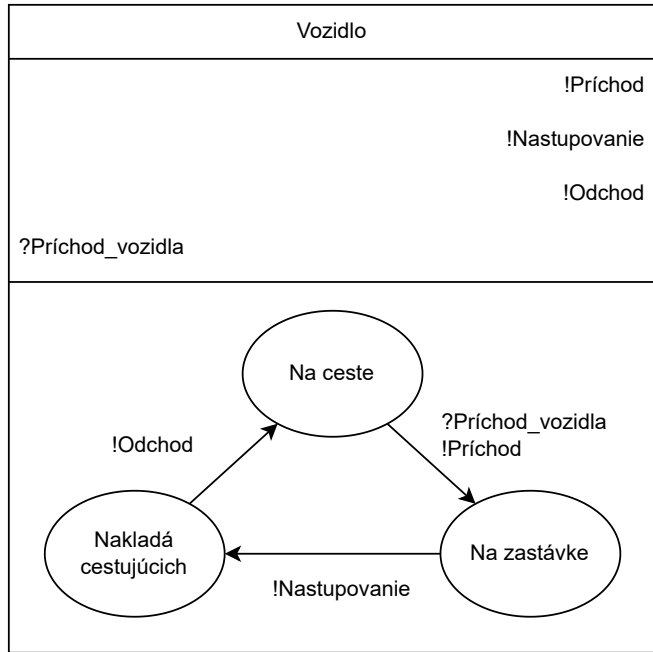 Vozidlo
!Príchod
!Nastupovanie
!Odchod
?Príchod_vozidla
Na ceste
?Príchod_vozidla
!Príchod
!Odchod
Nakladá
cestujúcich
Na zastávke
!Nastupovanie